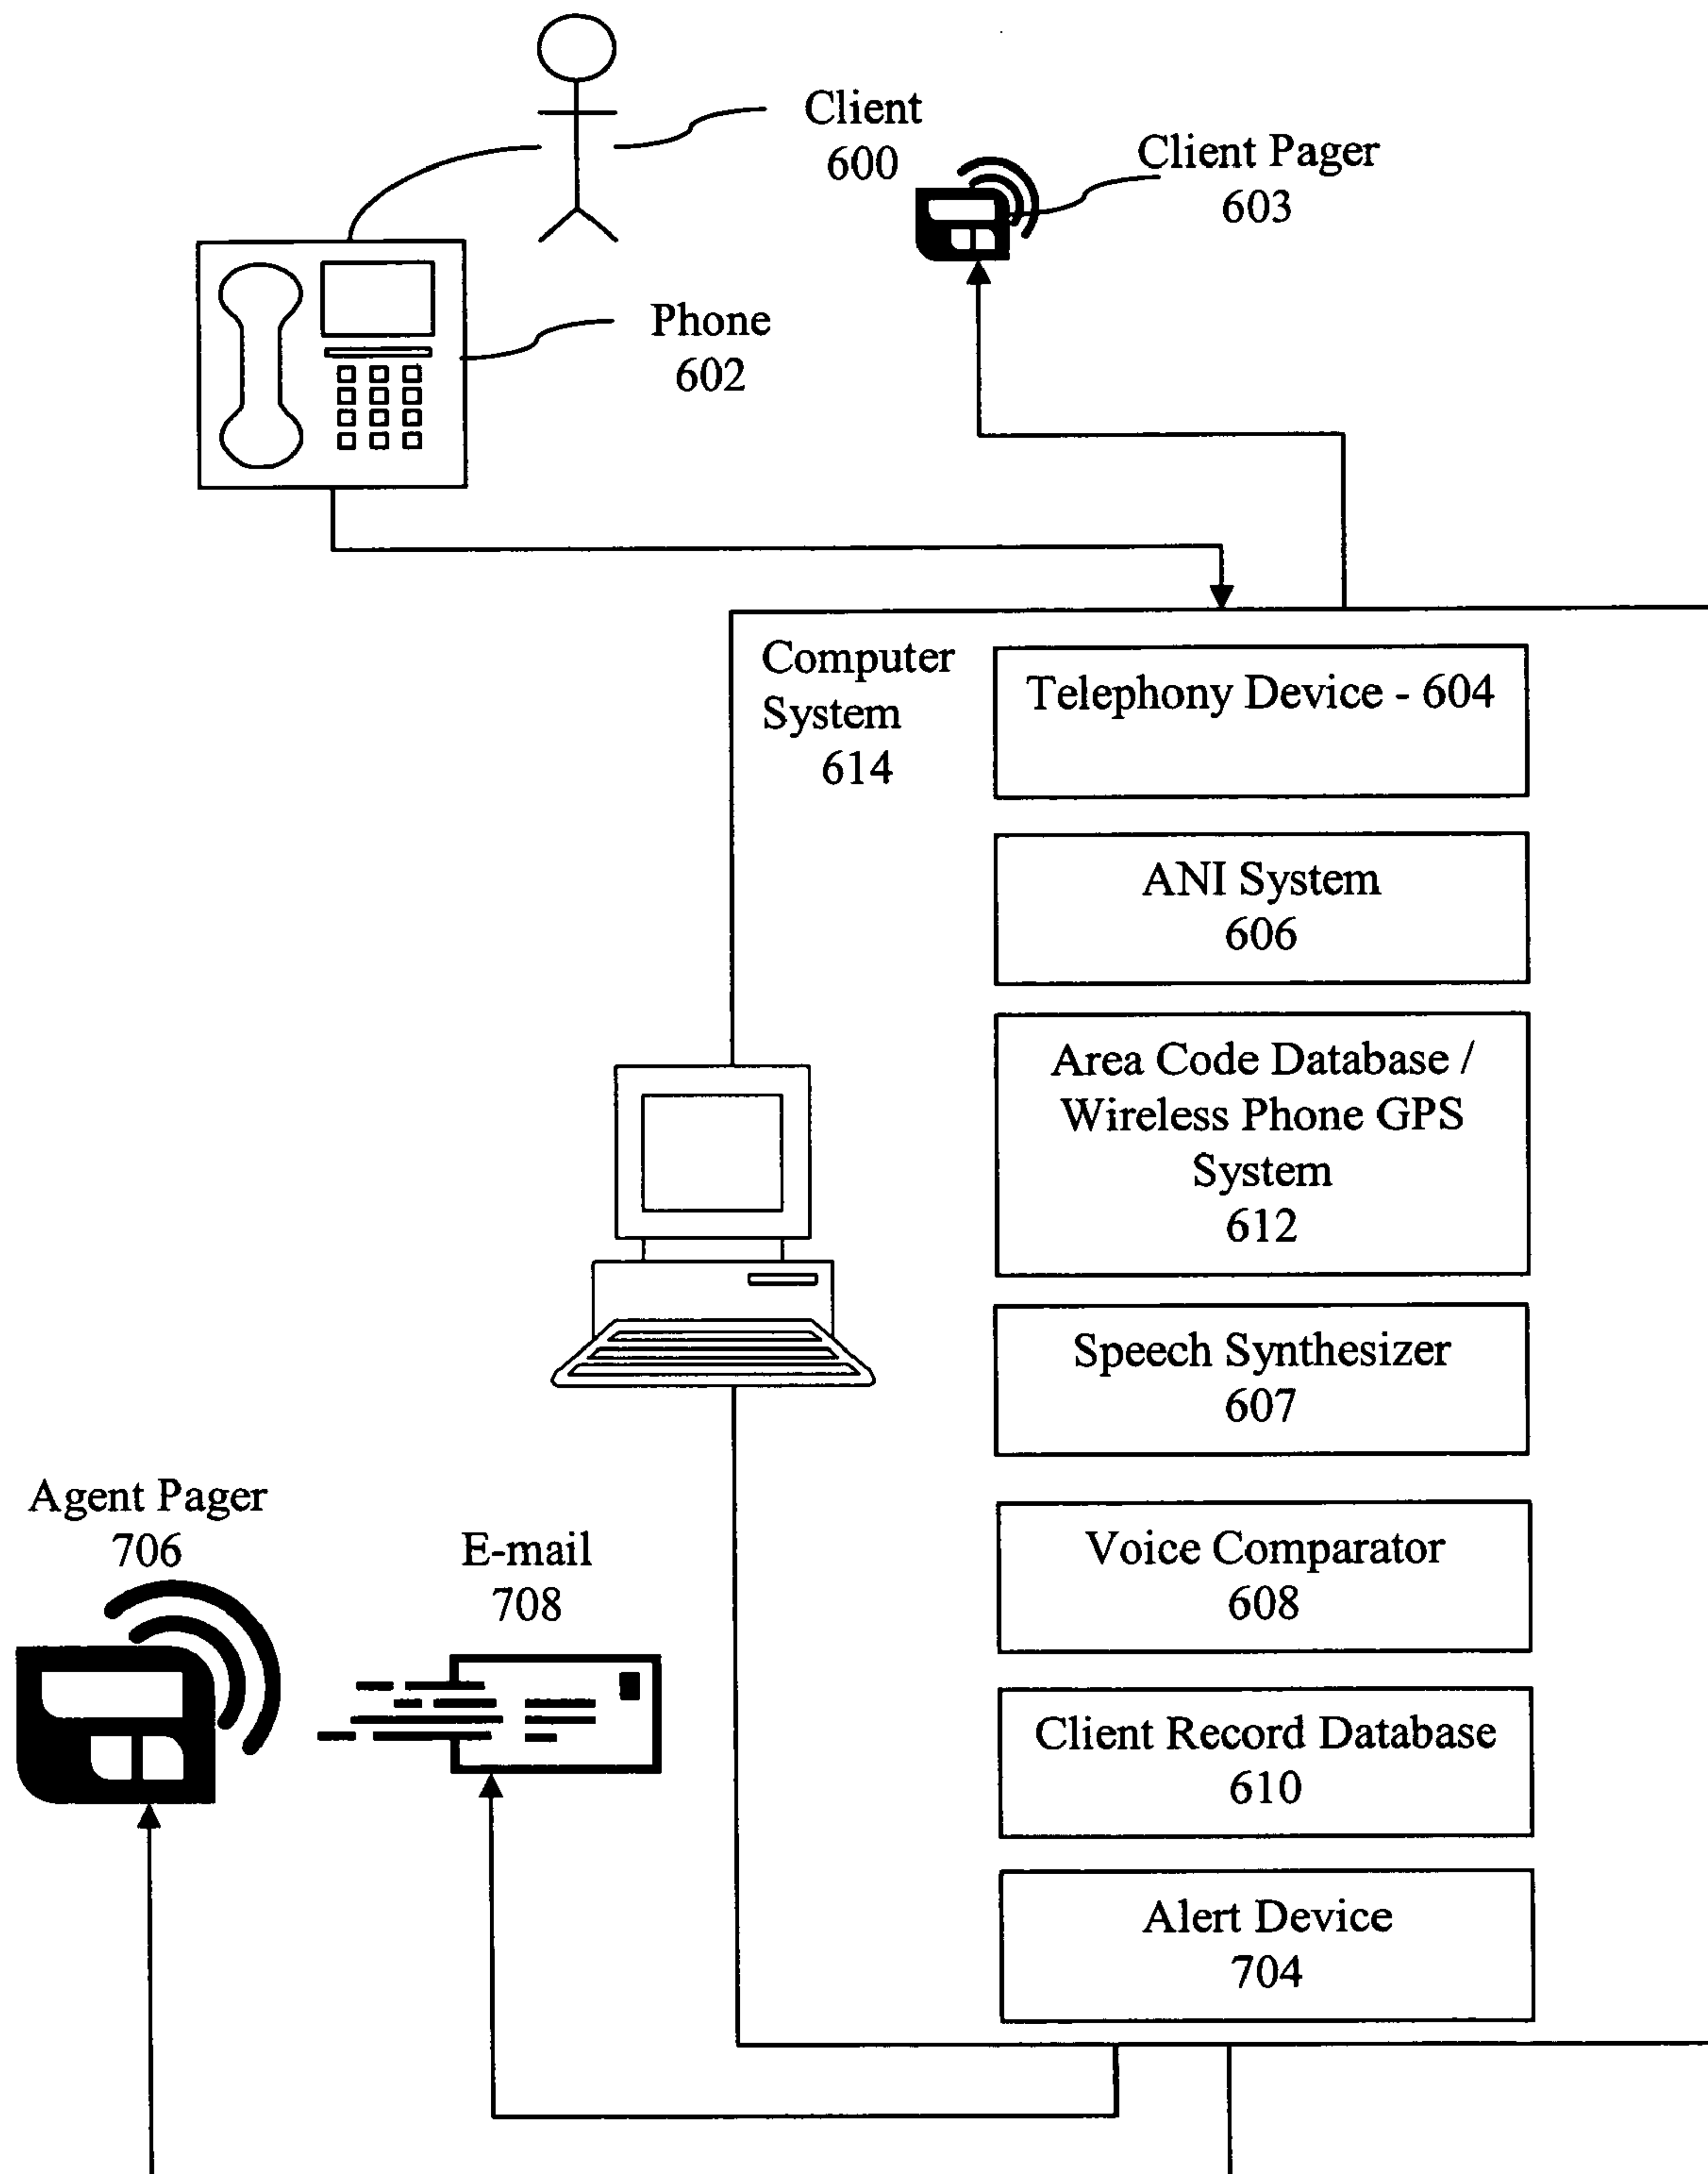 Client
600
Client Pager
603
Phone
602
Computer
System
614
Telephony Device - 604
ANI System
606
Area Code Database /
Wireless Phone GPS
System
612
Speech Synthesizer
607
Agent Pager
706
E-mail
708
Voice Comparator
608
Client Record Database
610
Alert Device
704